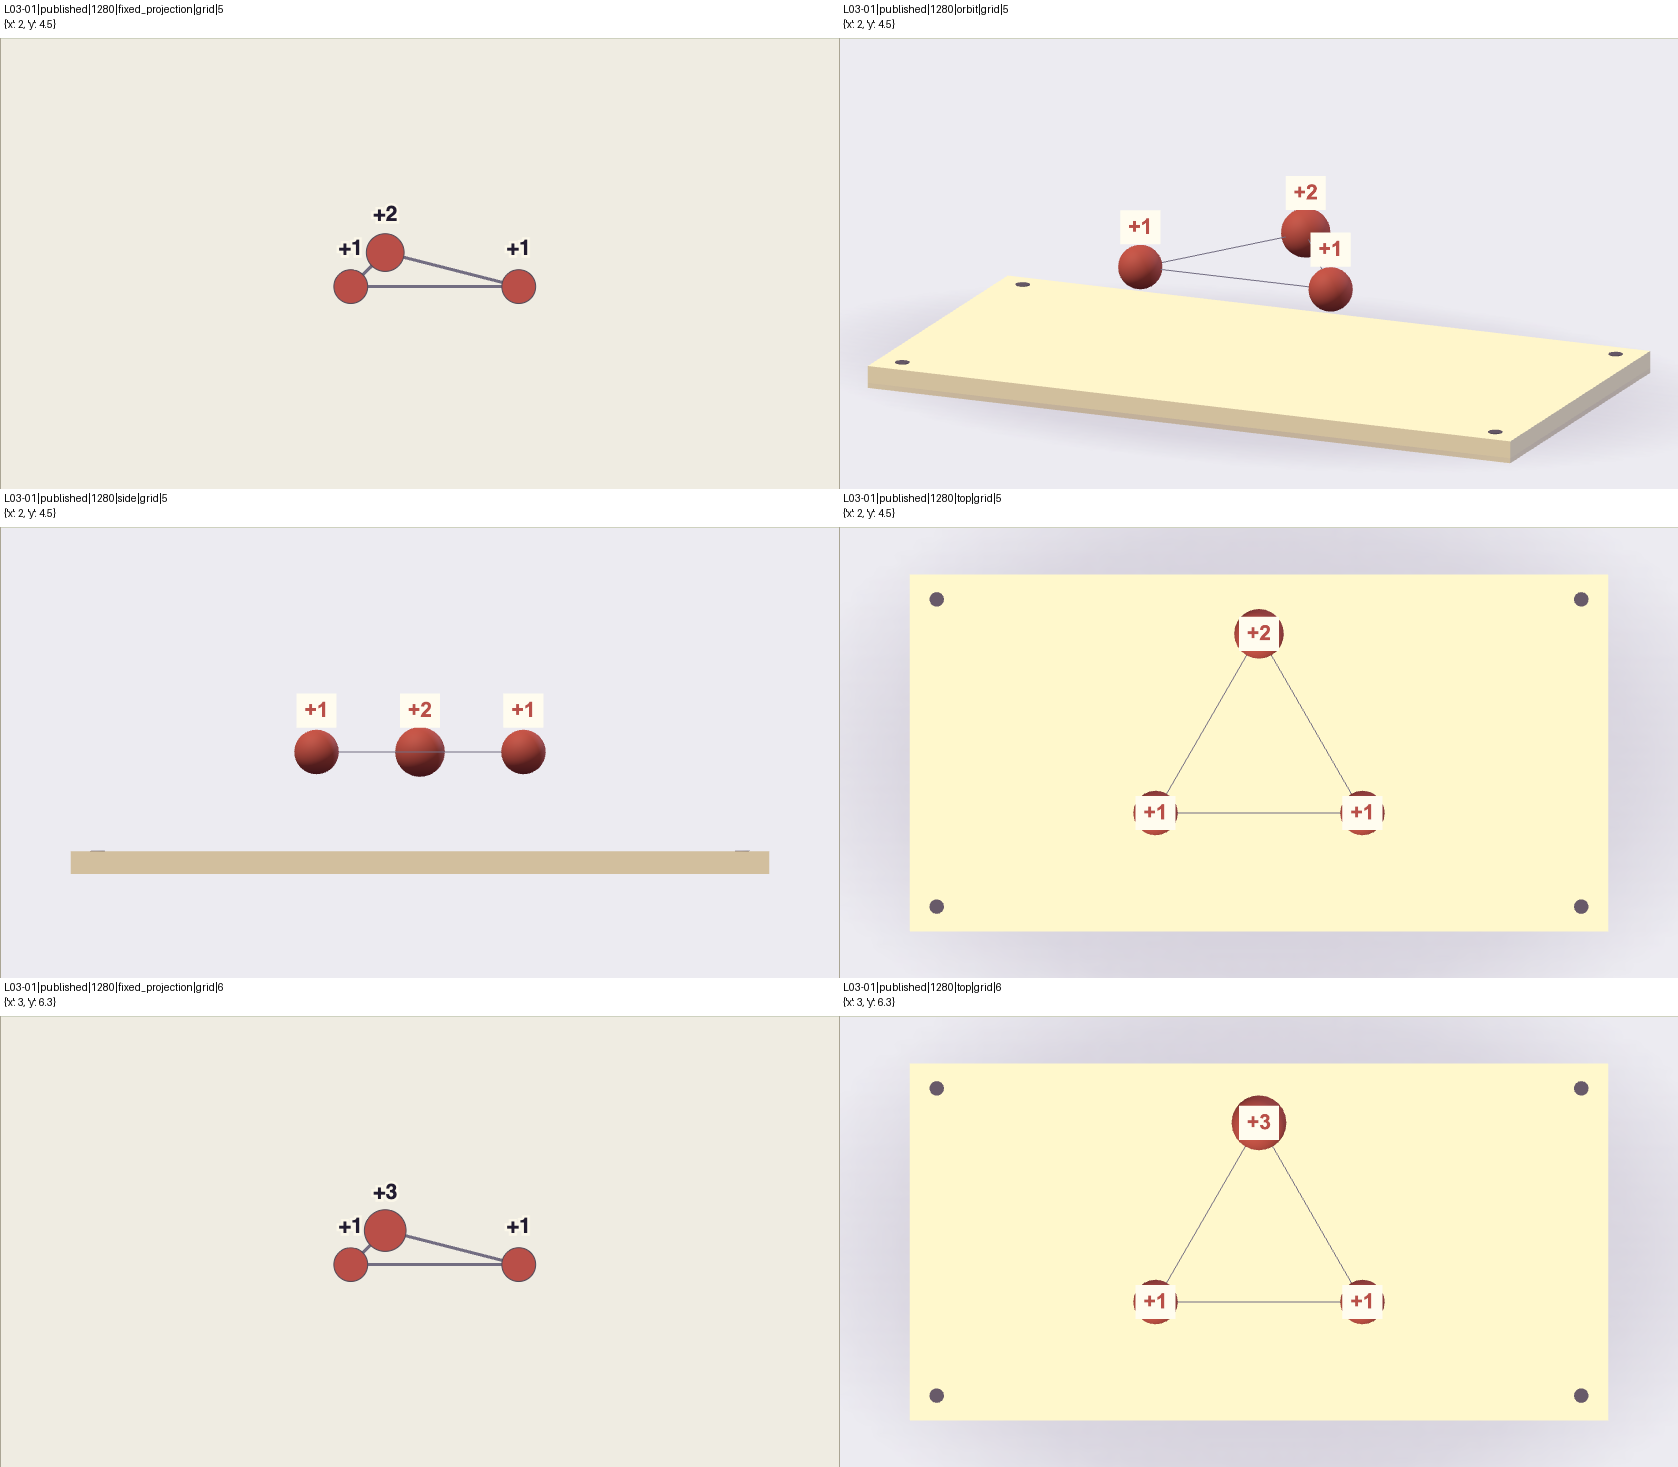 L03-01|published|1280|fixed_projection|grid|5
{'x': 2, 'y': 4.5}
+2
+1
+1
L03-01|published|1280|orbit|grid|5
{'x': 2, 'y': 4.5}
+2
+1
+1
L03-01|published|1280|side|grid|5
{'x': 2, 'y': 4.5}
+1
+2
+1
L03-01|published|1280|top|grid|5
{'x': 2, 'y': 4.5}
+2
+1
+1
L03-01|published|1280|fixed_projection|grid|6
{'x': 3, 'y': 6.3}
+3
+1
+1
L03-01|published|1280|top|grid|6
{'x': 3, 'y': 6.3}
+3
+1
+1